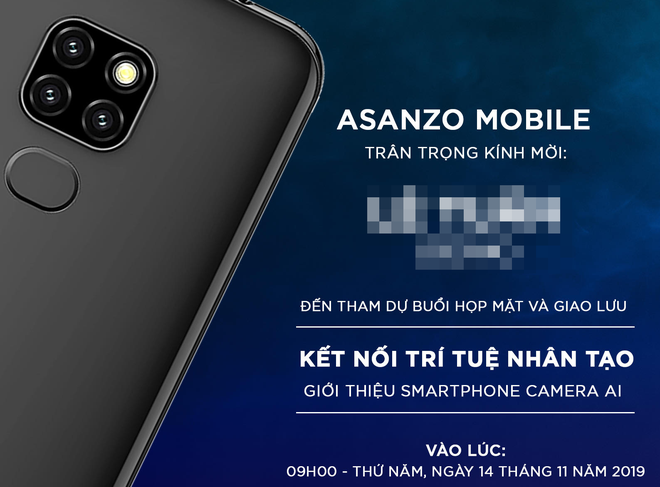 ASANZO MOBILE
TRÂN TRỌNG KÍNH MỜI:
ĐẾN THAM DỰ BUỔI HỌP MẶT VÀ GIAO LƯU
KẾT NỐI TRÍ TUỆ NHÂN TẠO
GIỚI THIỆU SMARTPHONE CAMERA AI
VÀO LÚC:
09H00 - THỨ NĂM, NGÀY 14 THÁNG 11 NĂM 2019